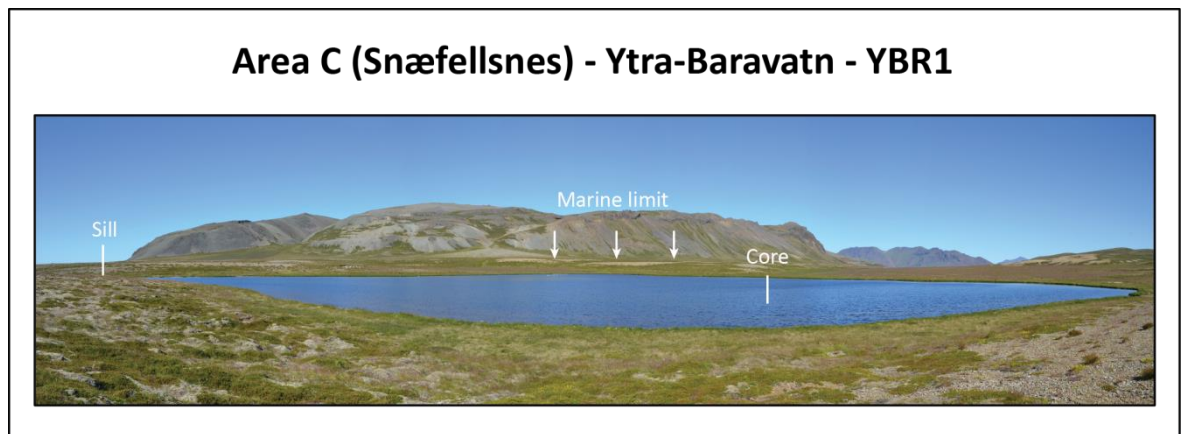 Area C (Snæfellsnes) - Ytra-Baravatn - YBR1
Marine limit
Sill
Core